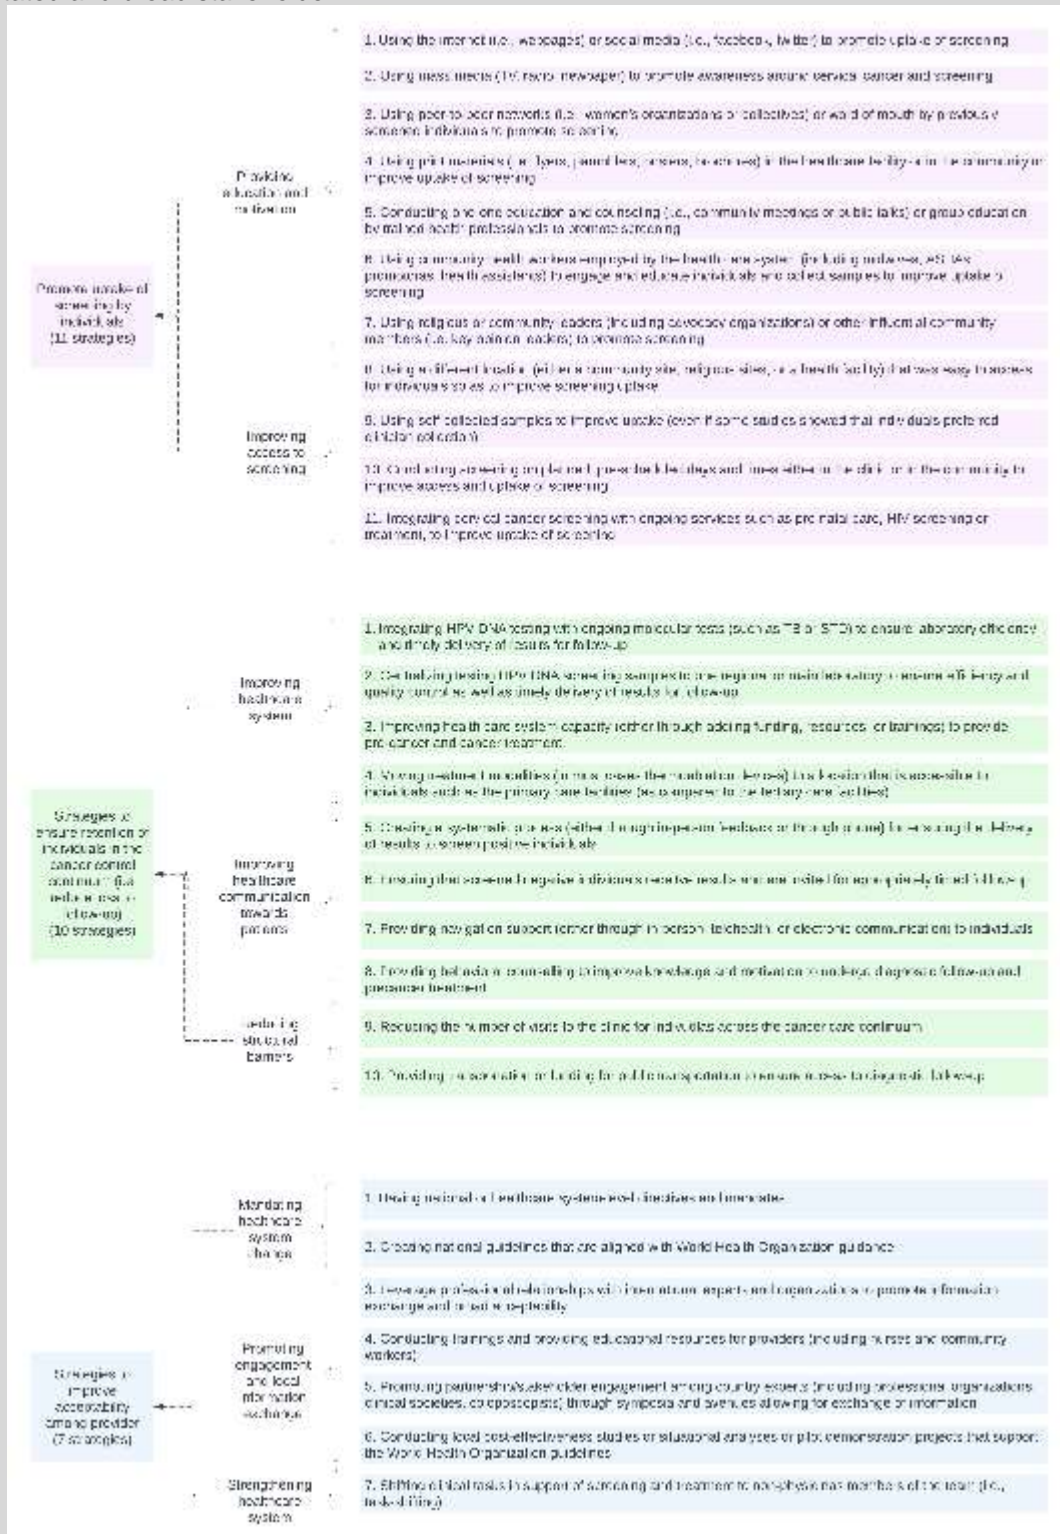 Promote uptake of
screening by
individuals
(11 strategies)
Providing
education and
motivation
1. Using the internet (i.e., webpages) or social media (i.e., facebook, twitter) to promote uptake of screening
2. Using mass media (TV, radio, newpaper) to promote awareness around cervical cancer and screening
3. Using peer to peer networks (i.e., women's organizations or collectives) or word of mouth by previously
screened individuals to promote screening
4. Using print materials (i.e. flyers, pamphlets, posters, brochures) in the healthcare facility or in the community to
improve uptake of screening
5. Conducting one-one education and counseling (i.e., community meetings or public talks) or group education
by trained health professionals to promote screening
6. Using community health workers employed by the health care system (including midwives, ASHAs
promotoras, health assistants) to engage and educate individuals and collect samples to improve uptake of
screening
7. Using religious or community leaders (including advocacy organizations) or other influential community
members (i.e. key opinion leaders) to promote screening
Improving
access to
screening
8. Using a different location (either a community site, religious sites, or a health facility) that was easy to access
for individuals so as to improve screening uptake
9. Using self collected samples to improve uptake (even if some studies showed that individuals preferred
clinician collection)
10. Conducting screening on planned, prescheduled days and times either in the clinic or in the community to
improve access and uptake of screening
11. Integrating cervical cancer screening with ongoing services such as pre natal care, HIV screening or
treatment, to improve uptake of screening
Strategies to
ensure retention of
individuals in the
cancer control
continuum (i.e.
reduce loss to
follow-up)
(10 strategies)
Improving
healthcare
system
1. Integrating HPV DNA testing with ongoing molecular tests (such as TB or STD) to ensure laboratory efficiency
and timely delivery of results for follow-up
2. Centralizing testing HPV DNA screening samples to one regional or main laboratory to ensure efficiency and
quality control as well as timely delivery of results for follow-up
3. Improving health care system capacity (either through adding funding, resources, or trainings) to provide
pre-cancer and cancer treatment
4. Moving treatment modalities (in most cases thermoablation devices) to a location that is accessible to
individuals such as the primary care facilities (as compared to the tertiary care facilities)
Improving
healthcare
communication
towards
patients
5. Creating a systematic process (either through in-person feedback or through phone) for ensuring the delivery
of results to screen positive individuals
6. Ensuring that screened negative individuals receive results and are invited for appropriately timed follow-up
7. Providing navigation support (either through in person, telehealth, or electronic communication) to individuals
8. Providing behavioral counselling to improve knowledge and motivation to undergo diagnostic follow-up and
precancer treatment
Reducing
structural
barriers
9. Reducing the number of visits to the clinic for individuals across the cancer care continuum
10. Providing transportation or funding for public transportation to ensure access to diagnostic follow-up
Strategies to
improve
acceptability
among provider
(7 strategies)
Mandating
healthcare
system
change
1. Having national or healthcare system-level directives and mandates
2. Creating national guidelines that are aligned with World Health Organization guidance
Promoting
engagement
and local
information
exchange
3. Leverage professional relationships with international experts and organizations to promote information
exchange and broad acceptability
4. Conducting trainings and providing educational resources for providers (including nurses and community
workers)
5. Promoting partnership/stakeholder engagement among country experts (including professional organizations
clinical societies, colposcopists) through symposia and avenues allowing for exchange of information
6. Conducting local cost-effectiveness studies or situational analyses or pilot demonstration projects that support
the World Health Organization guidelines
Strengthening
healthcare
system
7. Shifting clinical tasks in support of screening and treatment to non-physicians members of the team (i.e.,
task-shifting)